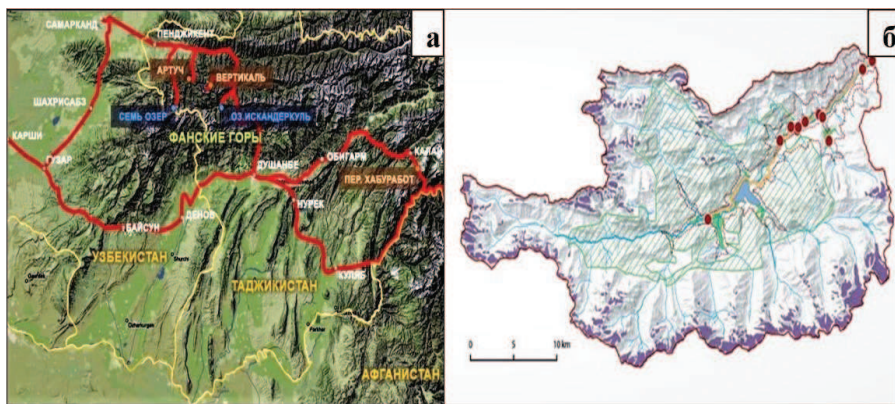 а
САМАРКАНД
ПЕНДЖИКЕНТ
АРТУЧ
ВЕРТИКАЛЬ
ШАХРИСАБЗ
СЕМЬ ОЗЕР
ОЗ.ИСКАНДЕРКУЛЬ
КАРШИ
ФАНСКИЕ ГОРЫ
ГУЗАР
ДУШАНБЕ
ОБИГАРМ
КАЛАЙ
ПЕР. ХАБУРАБОТ
НУРЕК
ДЕНОВ
БАЙСУН
УЗБЕКИСТАН
КУЛЯБ
ТАДЖИКИСТАН
АФГАНИСТАН
б
0 5 10 km